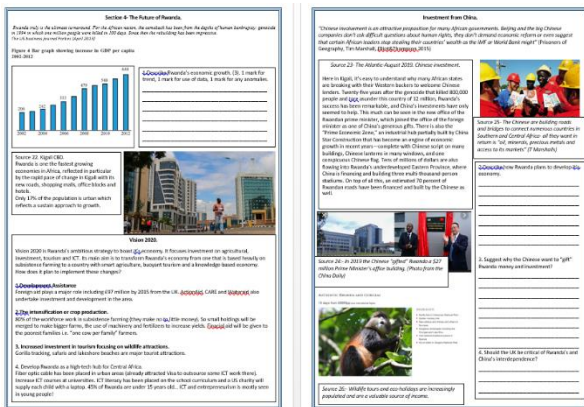 Section 4- The Future of Rwanda.
Rwanda truly is the ultimate turnaround. For the African nation, the comeback has been from the depths of human bankruptcy: genocide
in 1994 in which one million people were killed in 100 days. Since then the rebuilding has been impressive.
Figure 4 Bar graph showing increase in GDP per capita
2002-2012
2002 2004 2006 2008 2010 2012
1.Describe Rwanda's economic growth. (3). 1 mark for
trend, 1 mark for use of data, 1 mark for any anomalies.
Source 22 Kigali CBD.
Rwanda is one the fastest growing
economies in Africa, reflected in particular
by the rapid pace of change in Kigali with its
new roads, shopping malls, office blocks and
hotels.
Only 17% of the population is urban which
reflects a sustain approach to growth.
Vision 2020.
Vision 2020 is Rwanda's ambitious strategy to boast its economy. It focuses investment on agricultural,
investment, tourism and ICT. Its main aim is to transform Rwanda's economy from one that is based heavily on
subsistence farming to a country with smart agriculture, buoyant tourism and a knowledge based economy.
How does it plan to implement these changes?
1.Development Assistance
Foreign aid plays a major role including £97 million by 2015 from the UK. Actionaid, CARE and Wateraid also
undertake investment and development in the area.
2.The intensification or crop production.
80% of the workforce work in subsistence farming (they make no or little money). So small holdings will be
merged to make bigger farms, the use of machinery and fertilizers to increase yields. Financial aid will be given to
the poorest families i.e. "one cow par family" farmers.
3. Increased investment in tourism focusing on wildlife attractions.
Gorilla tracking, safaris and lakeshore beaches are major tourist attractions.
4. Develop Rwanda as a high-tech hub for Central Africa:
Fiber optic cable has been placed in urban areas (already attracted Visa to outsource some ICT work there).
Increase ICT courses at universities. ICT literacy has been placed on the school curriculum and a US charity will
supply each child with a laptop. 45% of Rwanda are under 15 years old.. ICT and entrepreneurship is mostly seen
is young people!
Investment from China.
"Chinese involvement is an attractive proposition for many African governments. Beijing and the big Chinese
companies don't ask difficult questions about human rights, they don't demand economic reform or even suggest
that certain African leaders stop stealing their countries' wealth as the IMF or World Bank might" (Prisoners of
Geography, Tim Marshall, 2015)
Source 23- The Atlantic August 2019. Chinese investment.
Here in Kigali, it's easy to understand why many African states
are breaking with their Western backers to welcome Chinese
lenders. Twenty-five years after the genocide that killed 800,000
people and tore asunder this country of 12 million, Rwanda's
success has been remarkable, and China's investments have only
seemed to help. This much can be seen in the new office of the
Rwandan prime minister, which joined the office of the foreign
minister as one of China's generous gifts. There is also the
"Prime Economic Zone," an industrial hub partially built by China
Star Construction that has become an engine of economic
growth in recent years—complete with Chinese script on many
buildings, Chinese lanterns in many windows, and one
conspicuous Chinese flag. Tens of millions of dollars are also
flowing into Rwanda's underdeveloped Eastern Province, where
China is financing and building three multi-thousand person
stadiums. On top of all this, an estimated 70 percent of
Rwandan roads have been financed and built by the Chinese as
well.
Source 24:- In 2019 the Chinese "gifted" Rwanda a $27
million Prime Minister's office building. (Photo from the
China Daily)
Source 25- The Chinese are building roads
and bridges to connect numerous countries in
Southern and Central Africa- all they want in
return is "oil, minerals, precious metals and
access to its markets" (T Marshall).
2.Describe how Rwanda plans to develop its
economy.
3. Suggest why the Chinese want to "gift"
Rwanda money and investment?
4. Should the UK be critical of Rwanda's and
China's interdependence?
Source 26:- Wildlife tours and eco-holidays are increasingly
populated and are a valuable source of income.